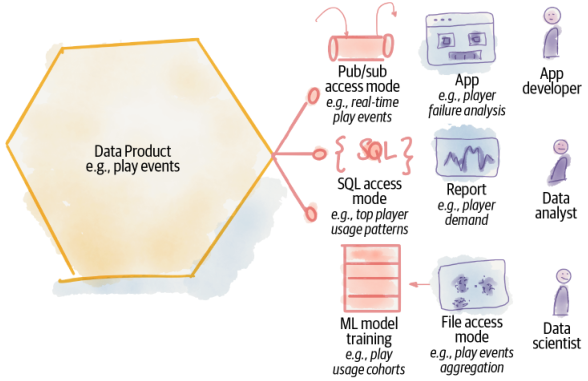 Data Product
e.g., play events
Pub/sub
access mode
e.g., real-time
play events
App
e.g., player
failure analysis
App
developer
{ SQL }
SQL access
mode
e.g., top player
usage patterns
Report
e.g., player
demand
Data
analyst
ML model
training
e.g., play
usage cohorts
File access
mode
e.g., play events
aggregation
Data
scientist